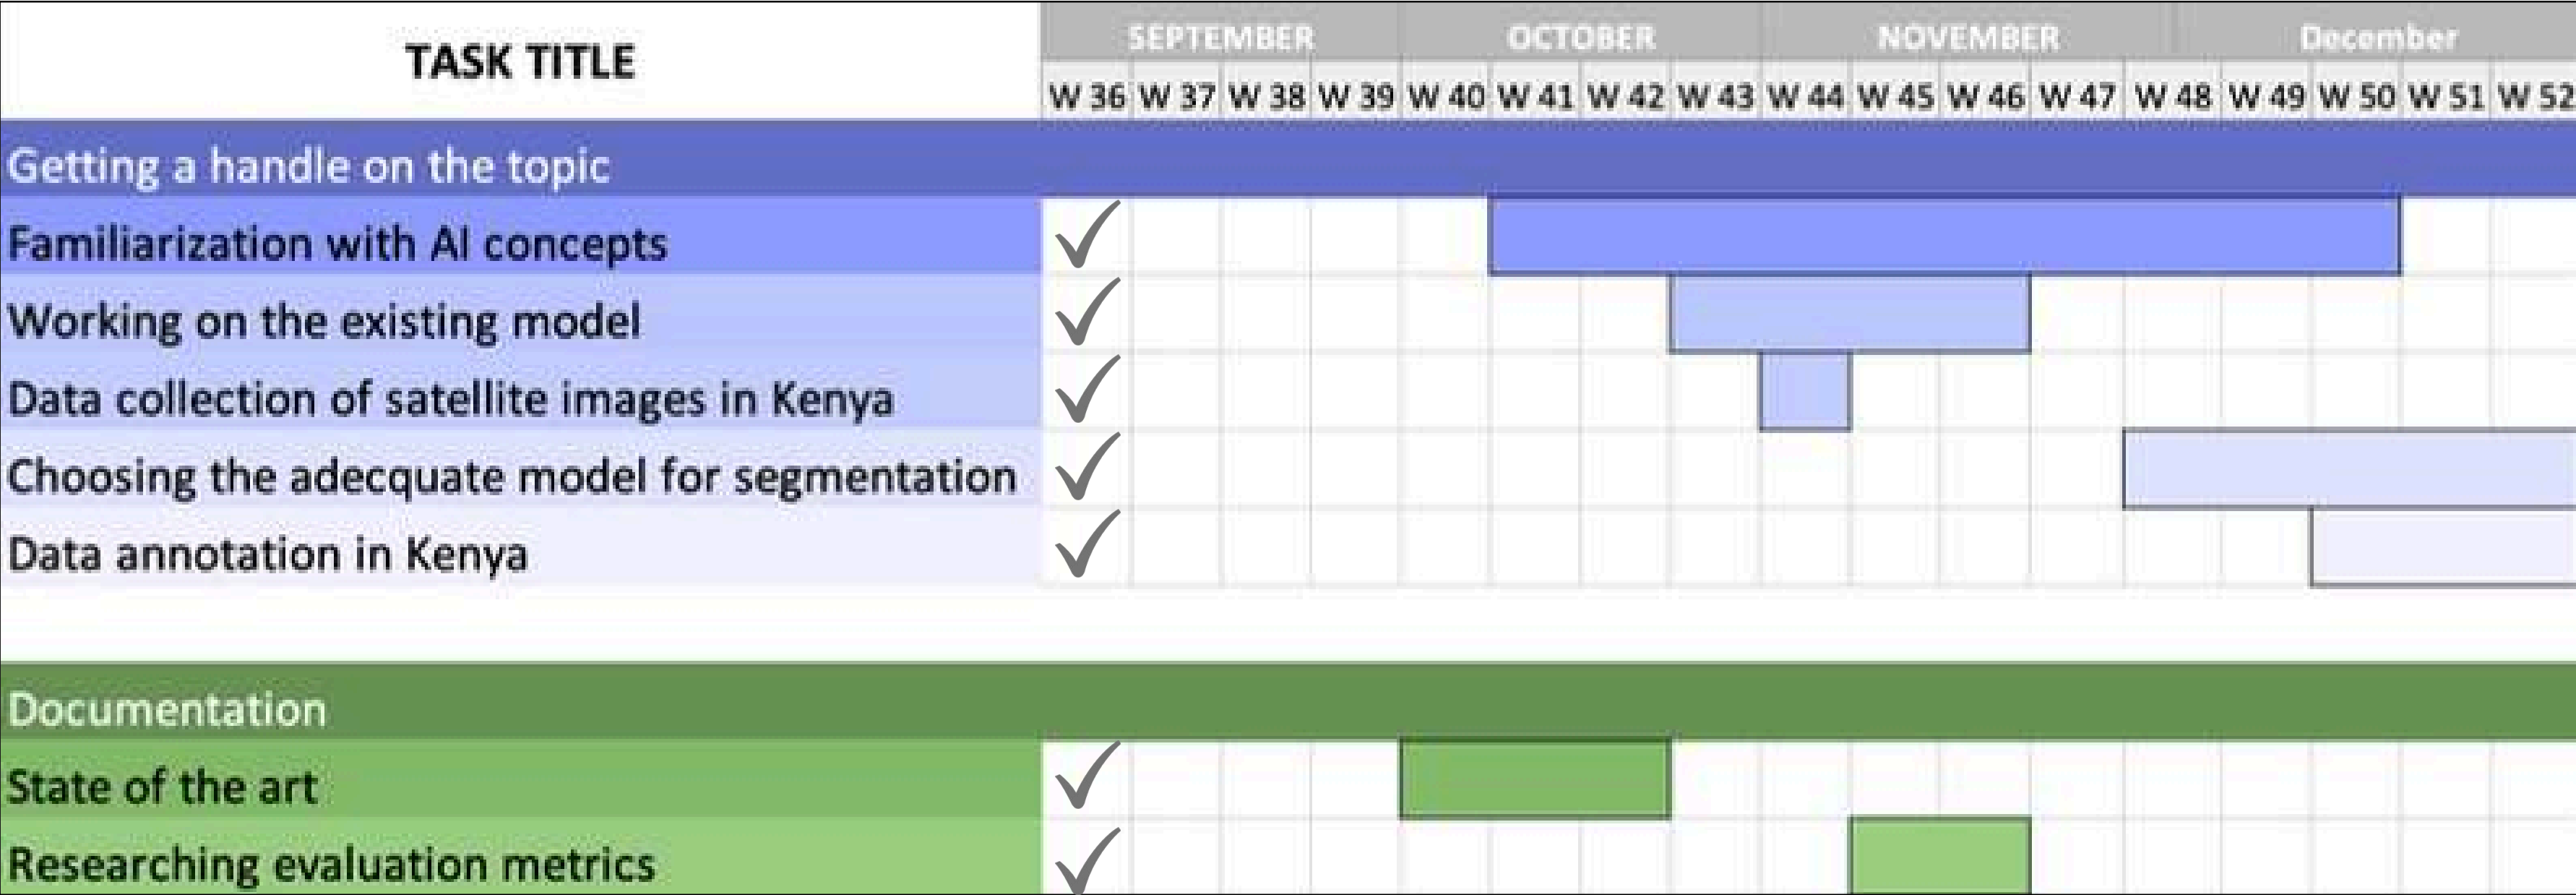 TASK TITLE
SEPTEMBER OCTOBER NOVEMBER December
W 36 W 37 W 38 W 39 W 40 W 41 W 42 W 43 W 44 W 45 W 46 W 47 W 48 W 49 W 50 W 51 W 52
Getting a handle on the topic
Familiarization with AI concepts
Working on the existing model
Data collection of satellite images in Kenya
Choosing the adecquate model for segmentation
Data annotation in Kenya
Documentation
State of the art
Researching evaluation metrics